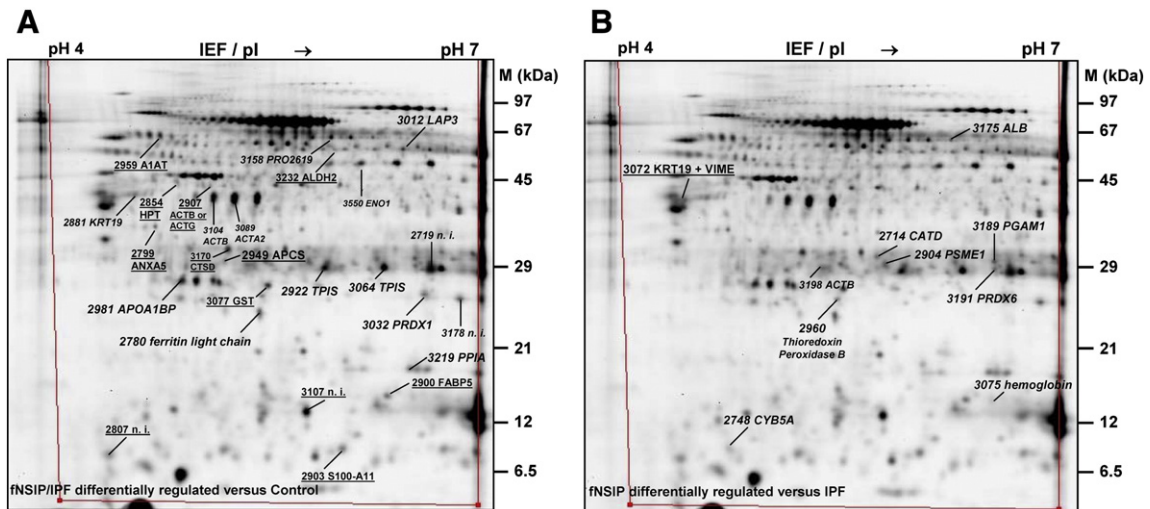 A
pH 4 IEF / pI → pH 7
M (kDa)
97
67
45
29
21
12
6.5
3012 LAP3
2959 A1AT
3158 PRO2619
3232 ALDH2
3550 ENO1
2881 KRT19
2854
HPT
2907
ACTB or
ACTG
3104
ACTB
3089
ACTA2
2799
ANXA5
3170
CTSD
2949 APCS
2719 n. i.
2981 APOA1BP
3077 GST
2922 TPIS
3064 TPIS
2780 ferritin light chain
3032 PRDX1
3178 n. i.
3219 PPIA
2900 FABP5
3107 n. i.
2807 n. i.
2903 S100-A11
fNSIP/IPF differentially regulated versus Control
B
pH 4 IEF / pI → pH 7
M (kDa)
97
67
45
29
21
12
6.5
3175 ALB
3072 KRT19 + VIME
3189 PGAM1
2714 CATD
2904 PSME1
3198 ACTB
3191 PRDX6
2960
Thioredoxin
Peroxidase B
3075 hemoglobin
2748 CYB5A
fNSIP differentially regulated versus IPF